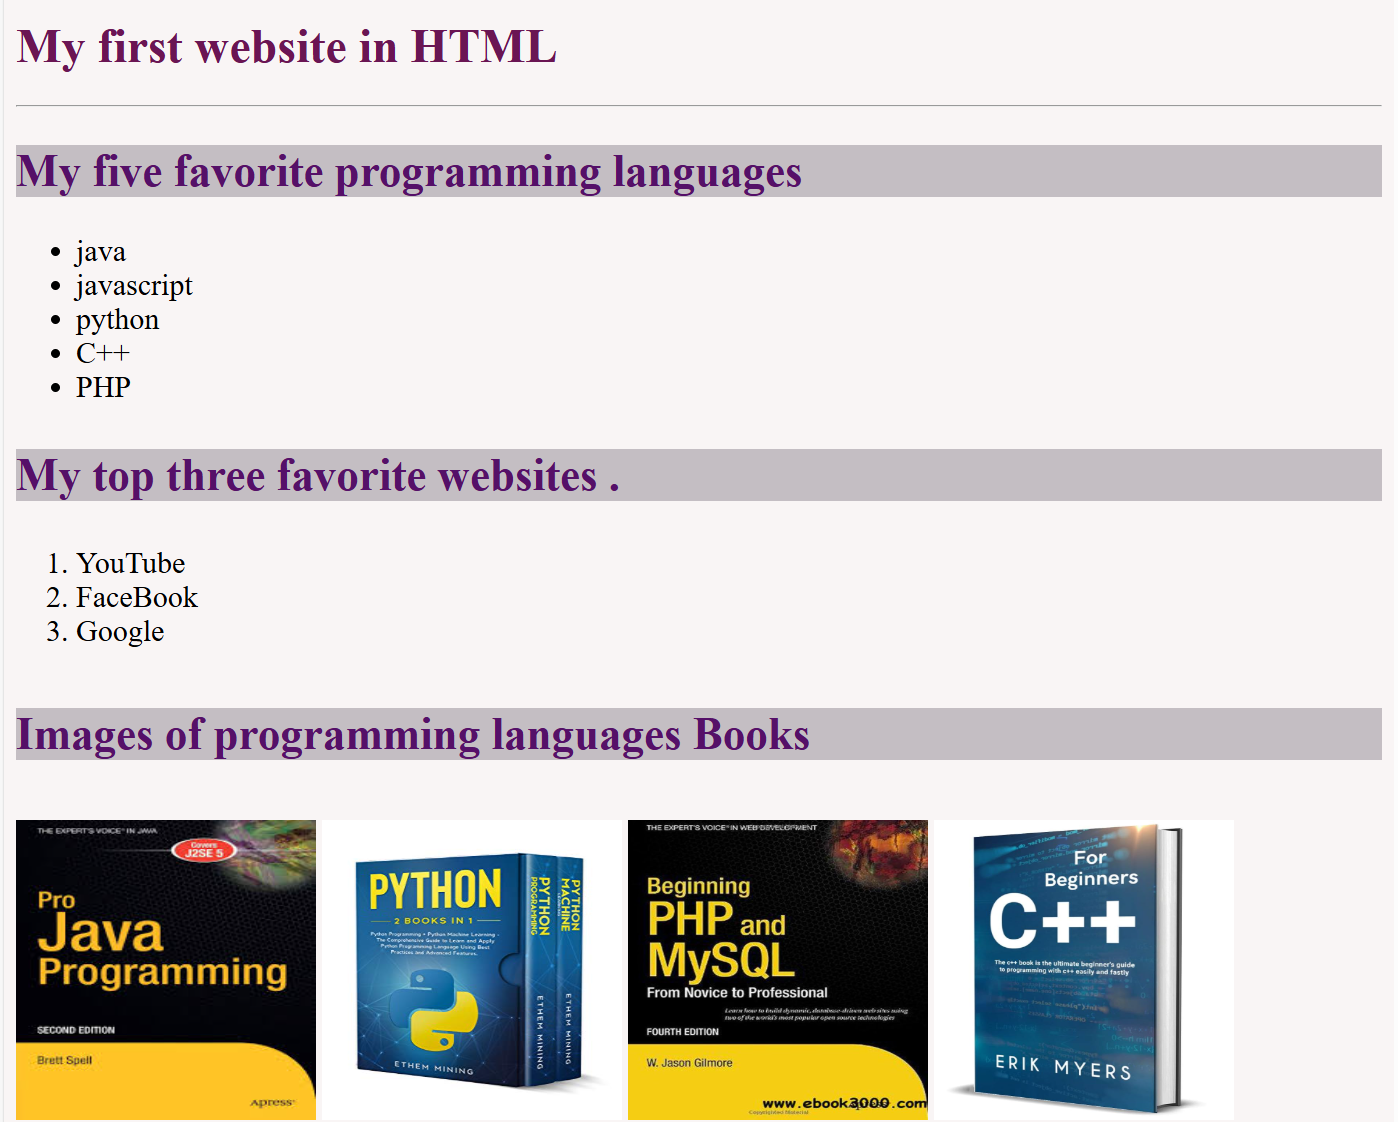 My first website in HTML
My five favorite programming languages
java
javascript
python
C++
PHP
My top three favorite websites .
1. YouTube
2. FaceBook
3. Google
Images of programming languages Books
THE EXPERT'S VOICE® IN JAVA
Covers
J2SE 5
Pro
Java
Programming
SECOND EDITION
Brett Spell
Apress®
PYTHON
2 BOOKS IN 1
Python Programming + Python Machine Learning -
The Comprehensive Guide to Learn and Apply
Python Programming Language Using Best
Practices and Advanced Features.
ETHEM MINING
PYTHON
PROGRAMMING
ETHEM MINING
PYTHON
MACHINE
ETHEM MINING
THE EXPERT'S VOICE® IN WEB DEVELOPMENT
Beginning
PHP and
MySQL
From Novice to Professional
Learn how to build dynamic, database-driven web sites using
two of the world's most popular open source technologies
FOURTH EDITION
W. Jason Gilmore
www.ebook3000.com
Copyrighted Material
For
Beginners
C++
The c++ book is the ultimate beginner's guide
to programming with c++ easily and fastly
ERIK MYERS